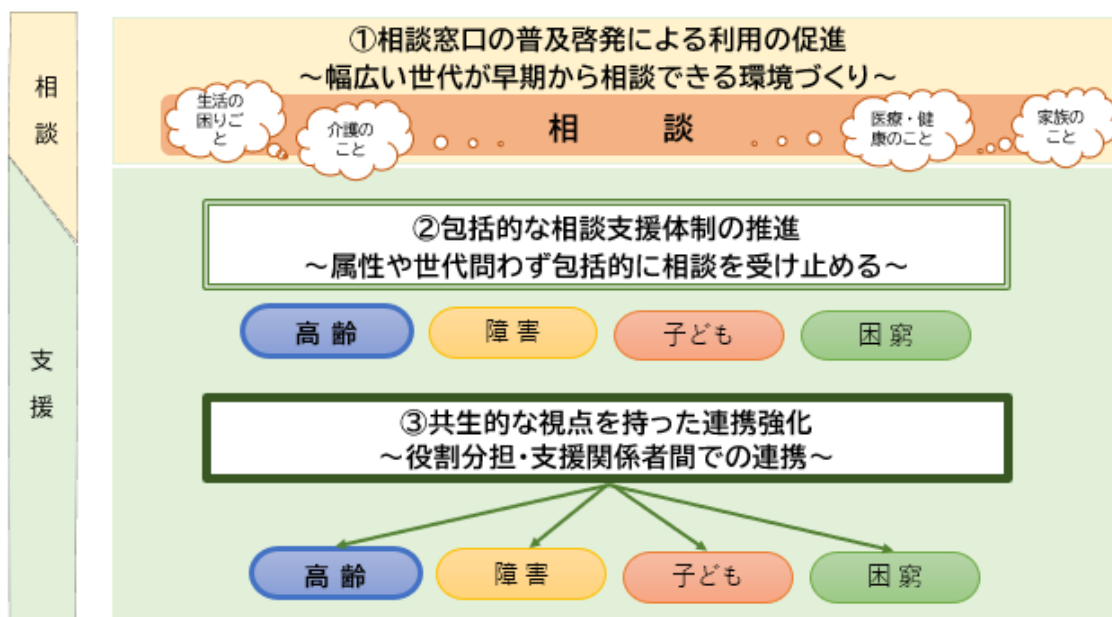 相
談
①相談窓口の普及啓発による利用の促進
～幅広い世代が早期から相談できる環境づくり～
生活の
困りご
と
介護の
こと
相 談
医療・健
康のこと
家族の
こと
支
援
②包括的な相談支援体制の推進
～属性や世代問わず包括的に相談を受け止める～
高齢
障害
子ども
困窮
③共生的な視点を持った連携強化
～役割分担・支援関係者間での連携～
高齢
障害
子ども
困窮